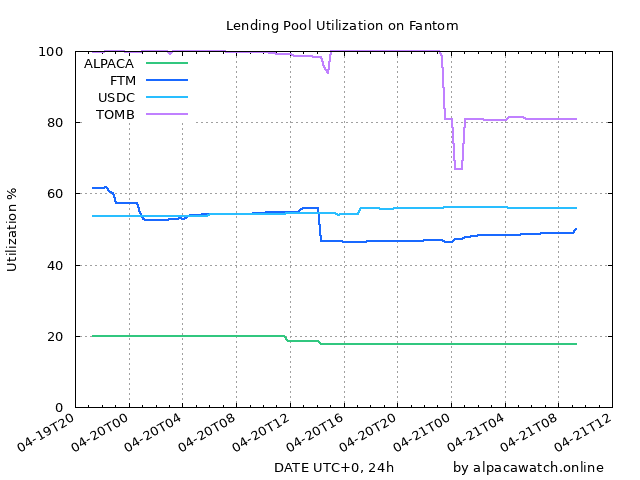 Lending Pool Utilization on Fantom
100
80
60
40
20
0
Utilization %
ALPACA
FTM
USDC
TOMB
04-19T20
04-20T00
04-20T04
04-20T08
04-20T12
04-20T16
04-20T20
04-21T00
04-21T04
04-21T08
04-21T12
DATE UTC+0, 24h
by alpacawatch.online